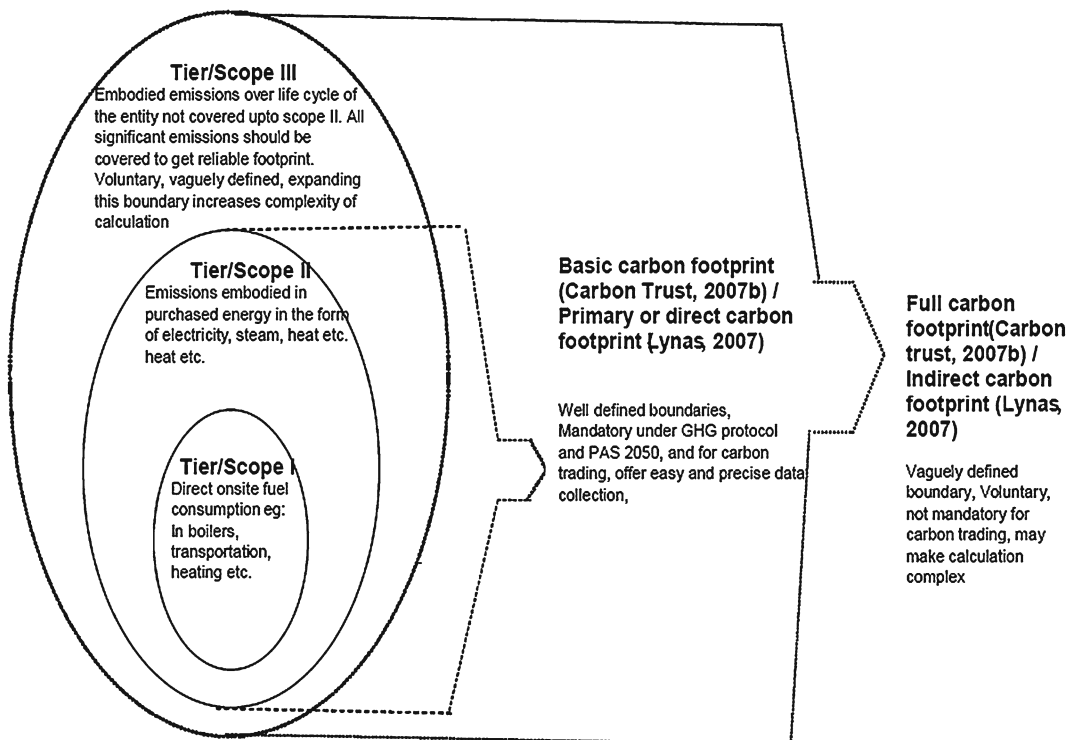 Tier/Scope III
Embodied emissions over life cycle of
the entity not covered upto scope II. All
significant emissions should be
covered to get reliable footprint.
Voluntary, vaguely defined, expanding
this boundary increases complexity of
calculation
Tier/Scope II
Emissions embodied in
purchased energy in the form
of electricity, steam, heat etc.
heat etc.
Tier/Scope I
Direct onsite fuel
consumption eg:
In boilers,
transportation,
heating etc.
Basic carbon footprint
(Carbon Trust, 2007b) /
Primary or direct carbon
footprint (Lynas, 2007)
Well defined boundaries,
Mandatory under GHG protocol
and PAS 2050, and for carbon
trading, offer easy and precise data
collection,
Full carbon
footprint(Carbon
trust, 2007b) /
Indirect carbon
footprint (Lynas,
2007)
Vaguely defined
boundary, Voluntary,
not mandatory for
carbon trading, may
make calculation
complex